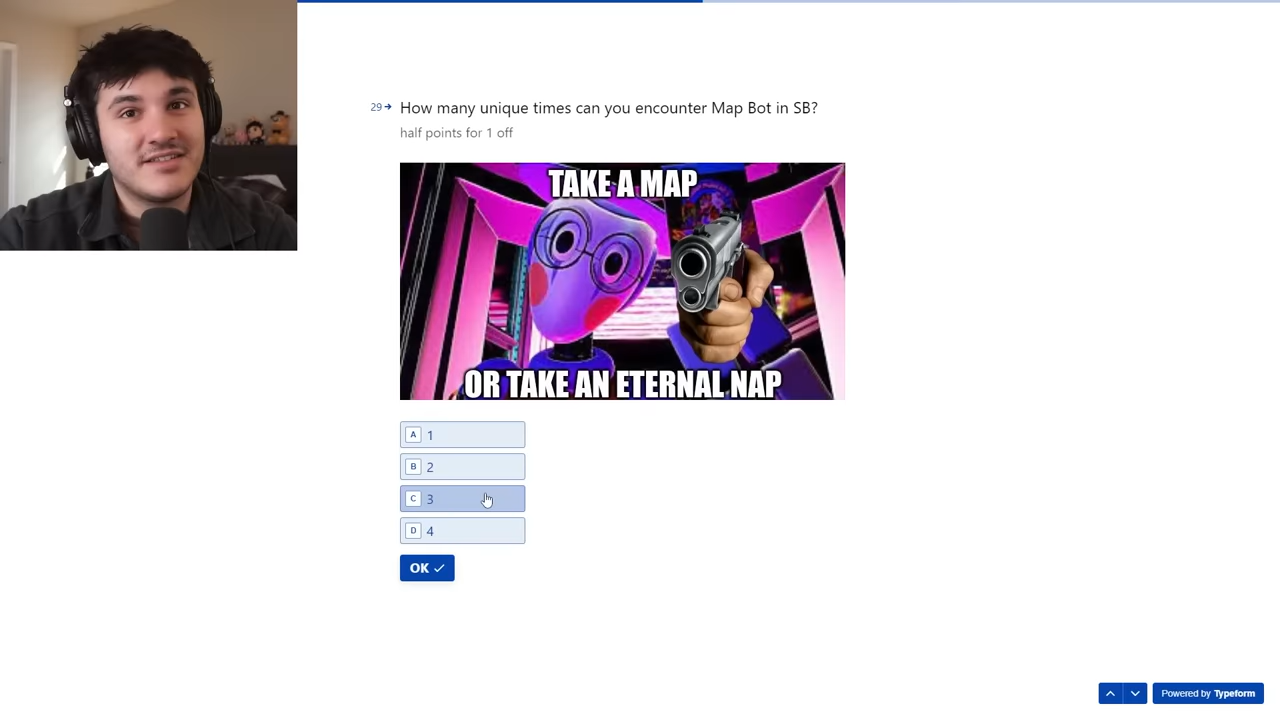 29 How many unique times can you encounter Map Bot in SB?
half points for 1 off
TAKE A MAP
OR TAKE AN ETERNAL NAP
A 1
B 2
C 3
D 4
OK
Powered by Typeform